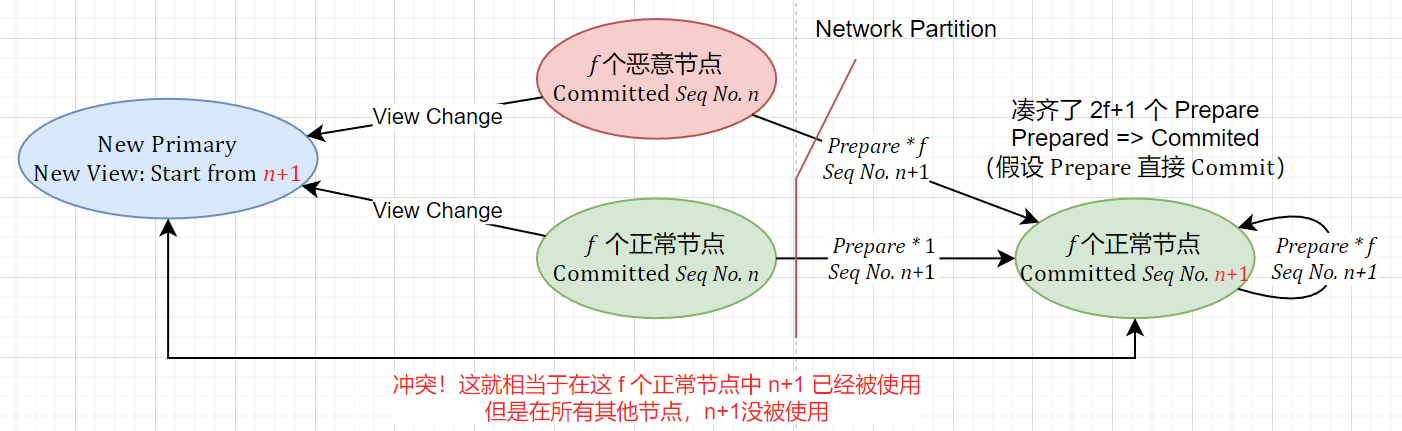 Network Partition
f 个恶意节点
Committed Seq No. n
View Change
凑齐了 2f+1 个 Prepare
Prepared => Commited
（假设 Prepare 直接 Commit）
New Primary
New View: Start from n+1
Prepare * f
Seq No. n+1
View Change
f 个正常节点
Committed Seq No. n
Prepare * 1
Seq No. n+1
f 个正常节点
Committed Seq No. n+1
Prepare * f
Seq No. n+1
冲突！这就相当于在这 f 个正常节点中 n+1 已经被使用
但是在所有其他节点，n+1没被使用